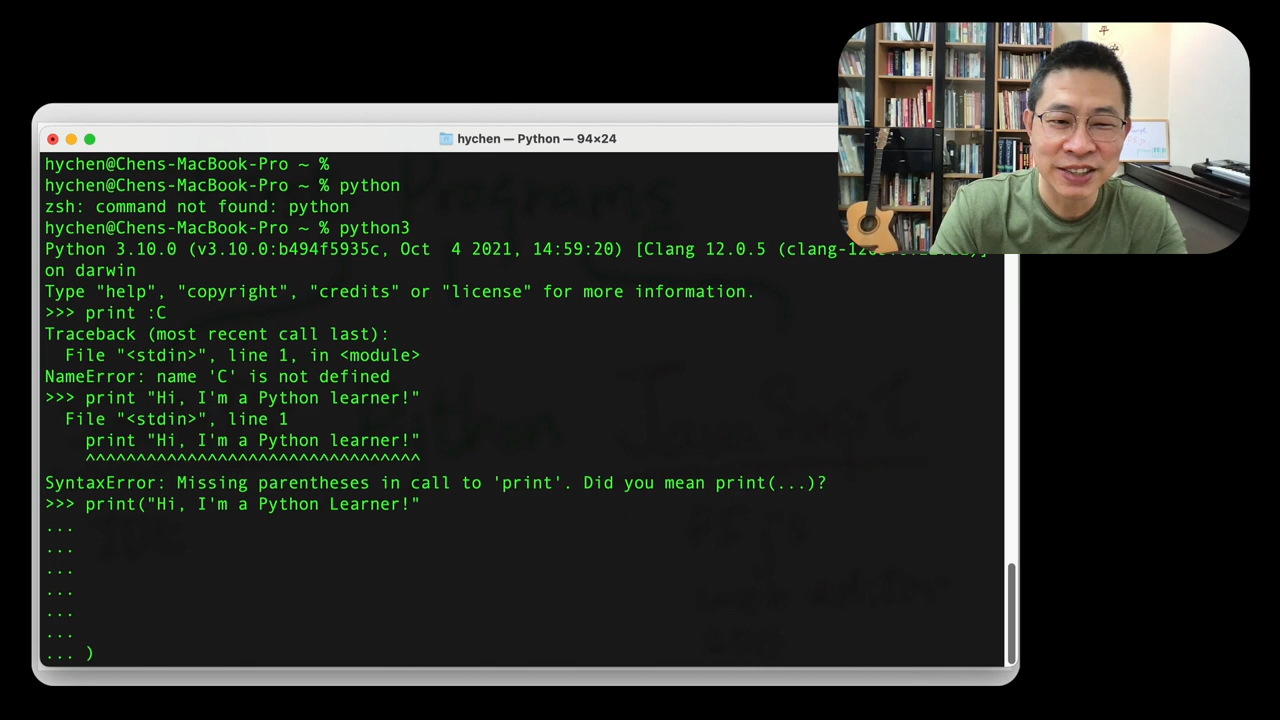 hychen — Python — 94×24
hychen@Chens-MacBook-Pro ~ %
hychen@Chens-MacBook-Pro ~ % python
zsh: command not found: python
hychen@Chens-MacBook-Pro ~ % python3
Python 3.10.0 (v3.10.0:b494f5935c, Oct  4 2021, 14:59:20) [Clang 12.0.5
on darwin
Type "help", "copyright", "credits" or "license" for more information.
>>> print :C
Traceback (most recent call last):
  File "<stdin>", line 1, in <module>
NameError: name 'C' is not defined
>>> print "Hi, I'm a Python learner!"
  File "<stdin>", line 1
    print "Hi, I'm a Python learner!"
    ^^^^^^^^^^^^^^^^^^^^^^^^^^^^^^^^^
SyntaxError: Missing parentheses in call to 'print'. Did you mean print(...)?
>>> print("Hi, I'm a Python Learner!"
...
...
...
...
...
...
... )
平
Programs
Python JavaScript